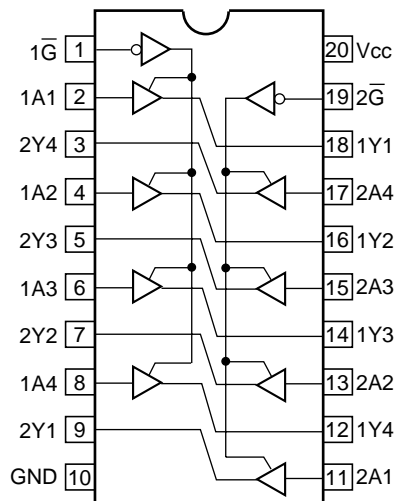 1G̅ 1 20 Vcc
1A1 2 19 2G̅
2Y4 3 18 1Y1
1A2 4 17 2A4
2Y3 5 16 1Y2
1A3 6 15 2A3
2Y2 7 14 1Y3
1A4 8 13 2A2
2Y1 9 12 1Y4
GND 10 11 2A1